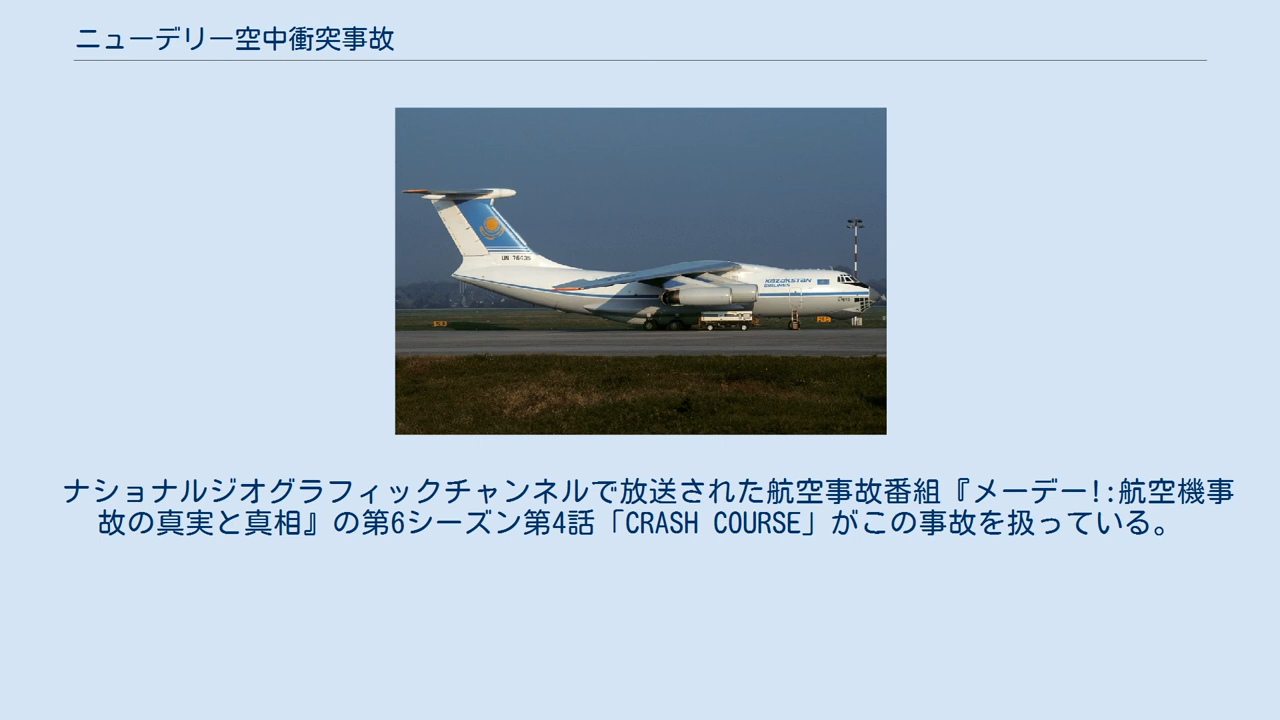 ニューデリー空中衝突事故
UN 76435
KAZAKSTAN
AIRLINES
ナショナルジオグラフィックチャンネルで放送された航空事故番組『メーデー!:航空機事
故の真実と真相』の第6シーズン第4話「CRASH COURSE」がこの事故を扱っている。